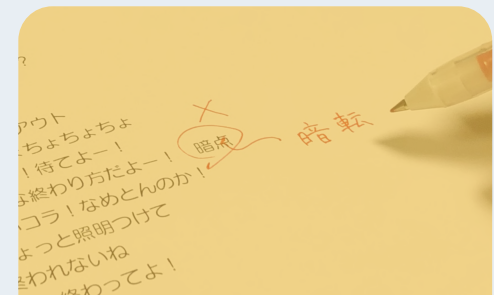 ?
アウト
ちょちょちょ
！待てよー！
な終わり方だよー！ 暗点
コラ！なめとんのか！
ょっと照明つけて
終われないね
終わってよ！
暗転